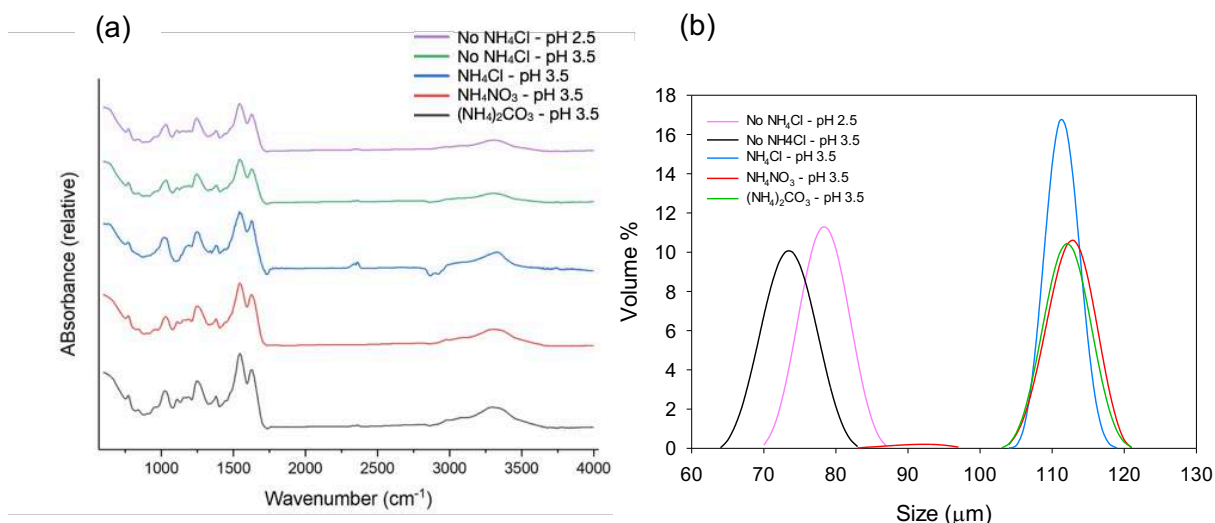 (a)
No NH₄Cl - pH 2.5
No NH₄Cl - pH 3.5
NH₄Cl - pH 3.5
NH₄NO₃ - pH 3.5
(NH₄)₂CO₃ - pH 3.5
ABsorbance (relative)
1000 1500 2000 2500 3000 3500 4000
Wavenumber (cm⁻¹)
(b)
No NH₄Cl - pH 2.5
No NH4Cl - pH 3.5
NH₄Cl - pH 3.5
NH₄NO₃ - pH 3.5
(NH₄)₂CO₃ - pH 3.5
Volume %
18
16
14
12
10
8
6
4
2
0
60 70 80 90 100 110 120 130
Size (μm)